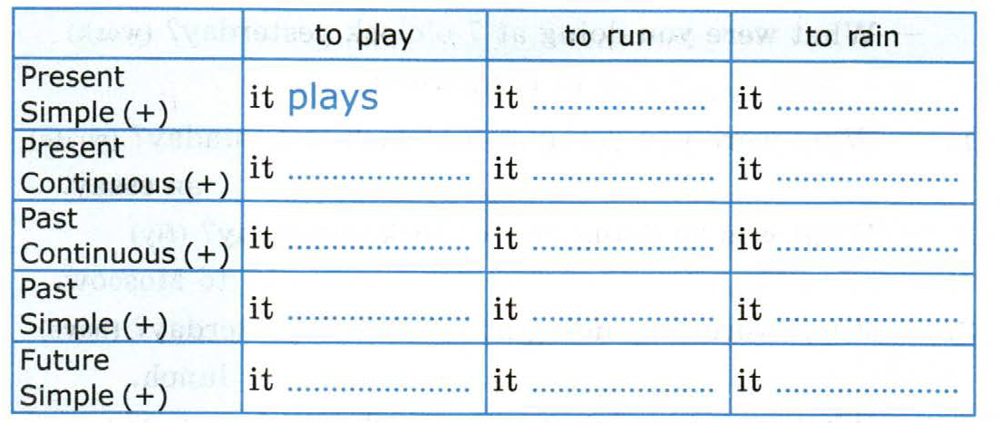 to play to run to rain
Present
Simple (+) it plays it .................... it ....................
Present
Continuous (+) it .................... it .................... it ....................
Past
Continuous (+) it .................... it .................... it ....................
Past
Simple (+) it .................... it .................... it ....................
Future
Simple (+) it .................... it .................... it ....................